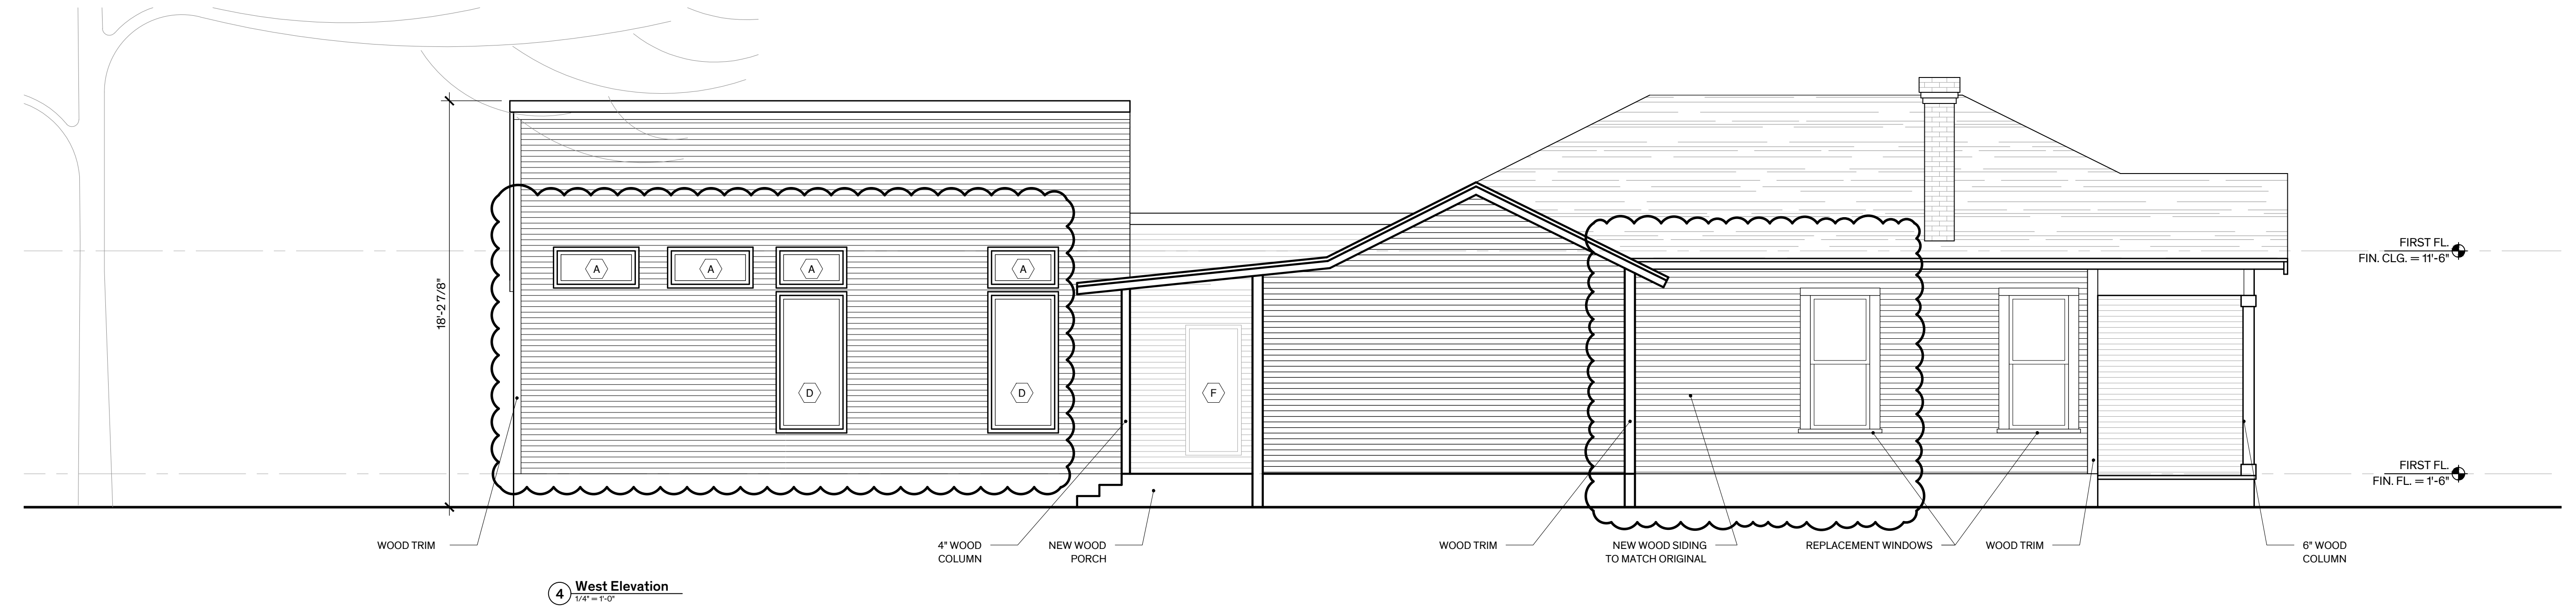 FIRST FL.
FIN. CLG. = 11'-6"
A
A
A
A
18'-2 7/8"
D
D
F
FIRST FL.
FIN. FL. = 1'-6"
WOOD TRIM
4" WOOD
COLUMN
NEW WOOD
PORCH
WOOD TRIM
NEW WOOD SIDING
TO MATCH ORIGINAL
REPLACEMENT WINDOWS
WOOD TRIM
6" WOOD
COLUMN
4
West Elevation
1/4" = 1'-0"